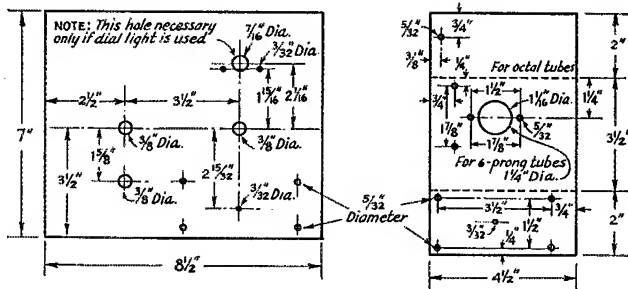 NOTE: This hole necessary
only if dial light is used
7/16" Dia.
3/32" Dia
2 1/2"
3 1/2"
1 15/16"
2 1/16"
7"
3/8" Dia.
3/8" Dia.
1 5/8"
3 1/2"
2 15/32"
3/8" Dia.
3/32" Dia.
5/32"
Diameter
8 1/2"
5/32"
3/4"
2"
3/8"
1/4"
For octal tubes
3/4"
1 1/2"
1 1/16" Dia.
1 1/4"
1 7/8"
5/32"
3 1/2"
1 7/8"
For 6-prong tubes
1 1/4" Dia.
3 1/2"
3/4"
1 1/2"
2"
3/32"
1/4"
4 1/2"